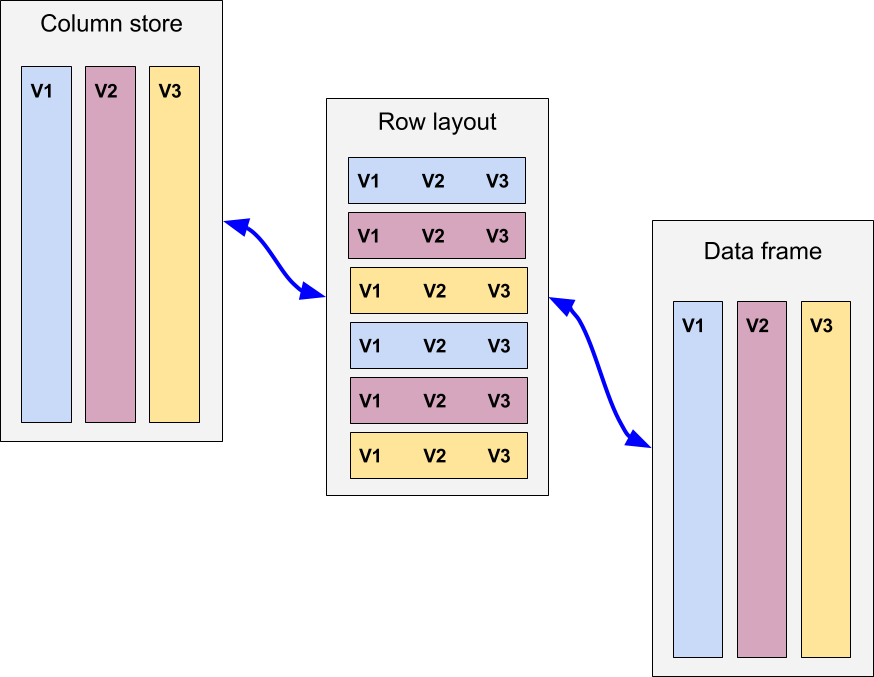 Column store
V1 V2 V3
Row layout
V1 V2 V3
V1 V2 V3
V1 V2 V3
V1 V2 V3
V1 V2 V3
V1 V2 V3
Data frame
V1 V2 V3